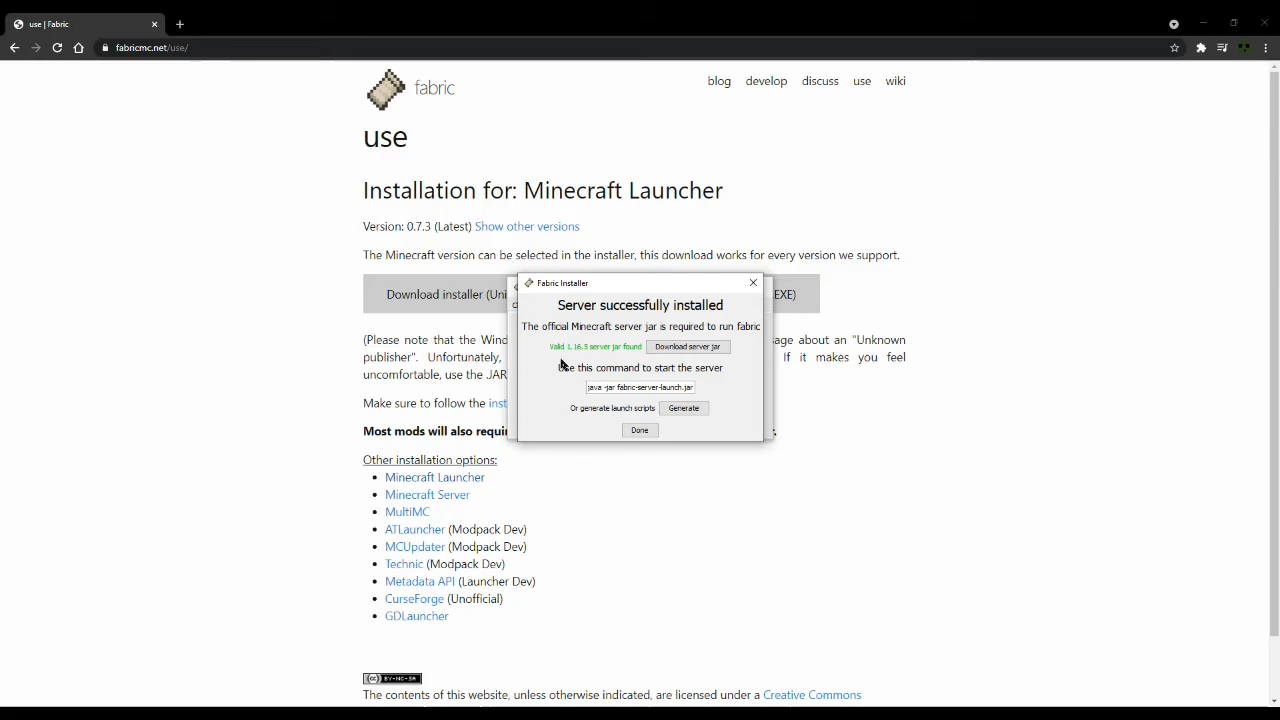 use | Fabric
fabricmc.net/use/
fabric
blog develop discuss use wiki
use
Installation for: Minecraft Launcher
Version: 0.7.3 (Latest) Show other versions
The Minecraft version can be selected in the installer, this download works for every version we support.
Download installer (Uni
EXE)
Fabric Installer
Server successfully installed
The official Minecraft server jar is required to run fabric
Valid 1.16.5 server jar found Download server jar
Use this command to start the server
java -jar fabric-server-launch.jar
Or generate launch scripts Generate
Done
(Please note that the Wind
sage about an "Unknown
publisher". Unfortunately,
If it makes you feel
uncomfortable, use the .JAR
Make sure to follow the inst
Most mods will also requir
Other installation options:
Minecraft Launcher
Minecraft Server
MultiMC
ATLauncher (Modpack Dev)
MCUpdater (Modpack Dev)
Technic (Modpack Dev)
Metadata API (Launcher Dev)
CurseForge (Unofficial)
GDLauncher
CC BY-NC-SA
The contents of this website, unless otherwise indicated, are licensed under a Creative Commons